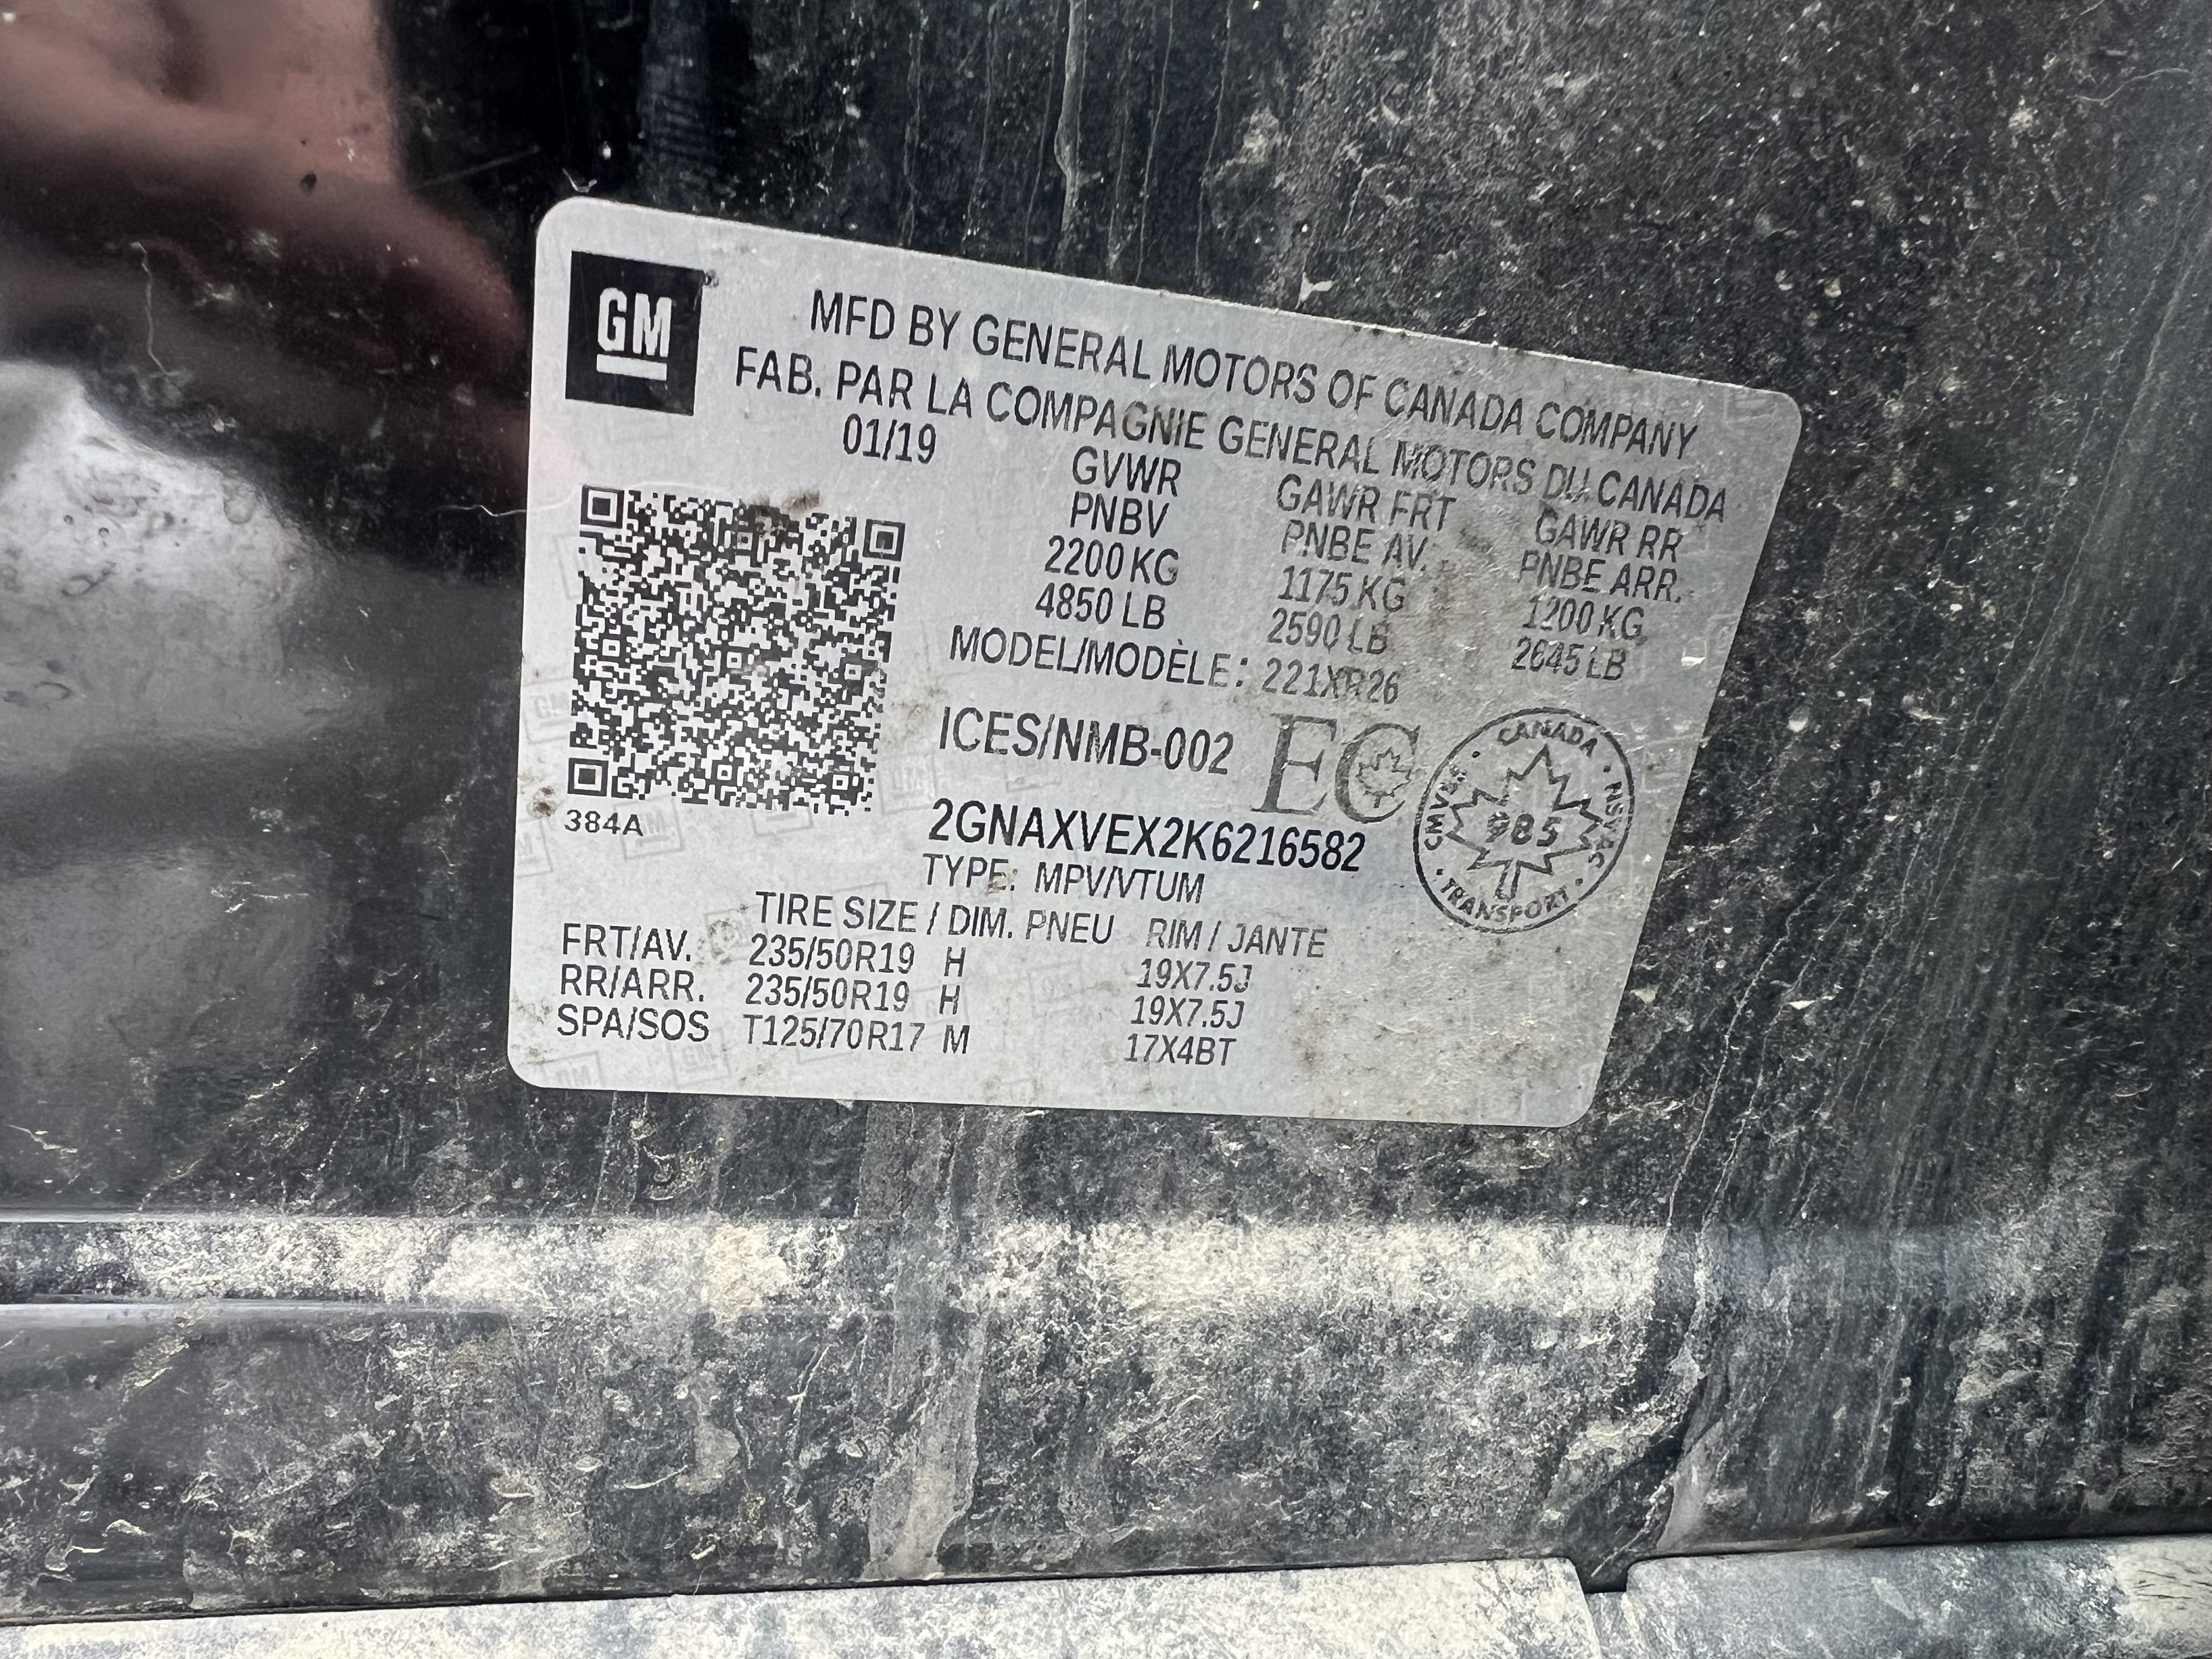 GM
MFD BY GENERAL MOTORS OF CANADA COMPANY
FAB. PAR LA COMPAGNIE GENERAL MOTORS DU CANADA
01/19
GVWR GAWR FRT GAWR RR
PNBV PNBE AV. PNBE ARR.
2200 KG 1175 KG 1200 KG
4850 LB 2590 LB 2645 LB
MODEL/MODÈLE: 221XR26
ICES/NMB-002 EC
CANADA · NSVAC · TRANSPORT · CMVSS ·
985
384A
2GNAXVEX2K6216582
TYPE: MPV/VTUM
TIRE SIZE / DIM. PNEU RIM / JANTE
FRT/AV. 235/50R19 H 19X7.5J
RR/ARR. 235/50R19 H 19X7.5J
SPA/SOS T125/70R17 M 17X4BT